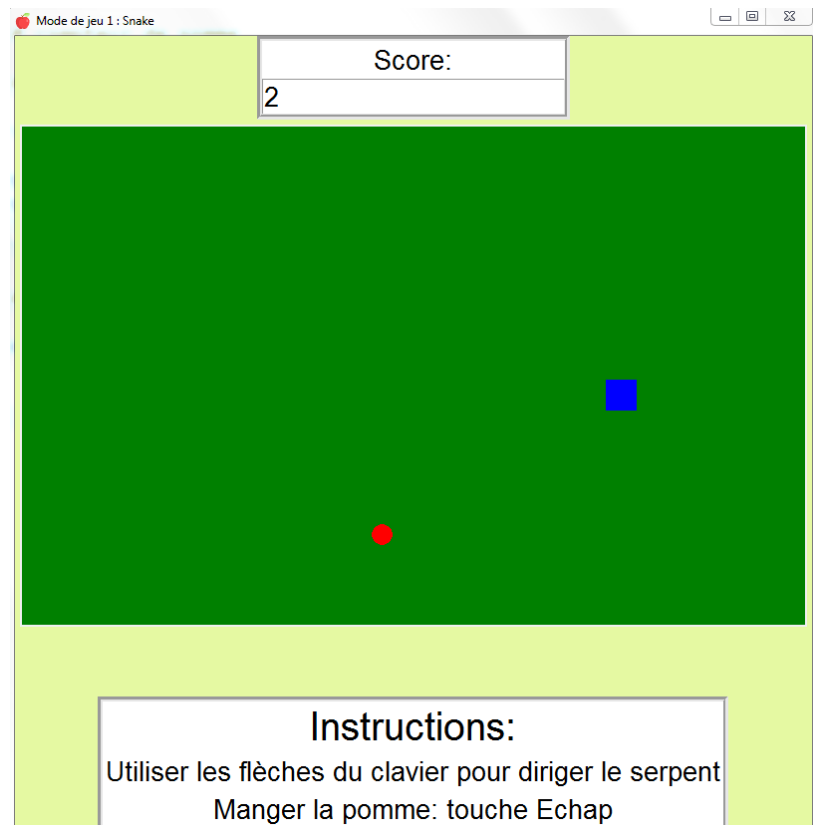 Mode de jeu 1 : Snake
Score:
2
Instructions:
Utiliser les flèches du clavier pour diriger le serpent
Manger la pomme: touche Echap